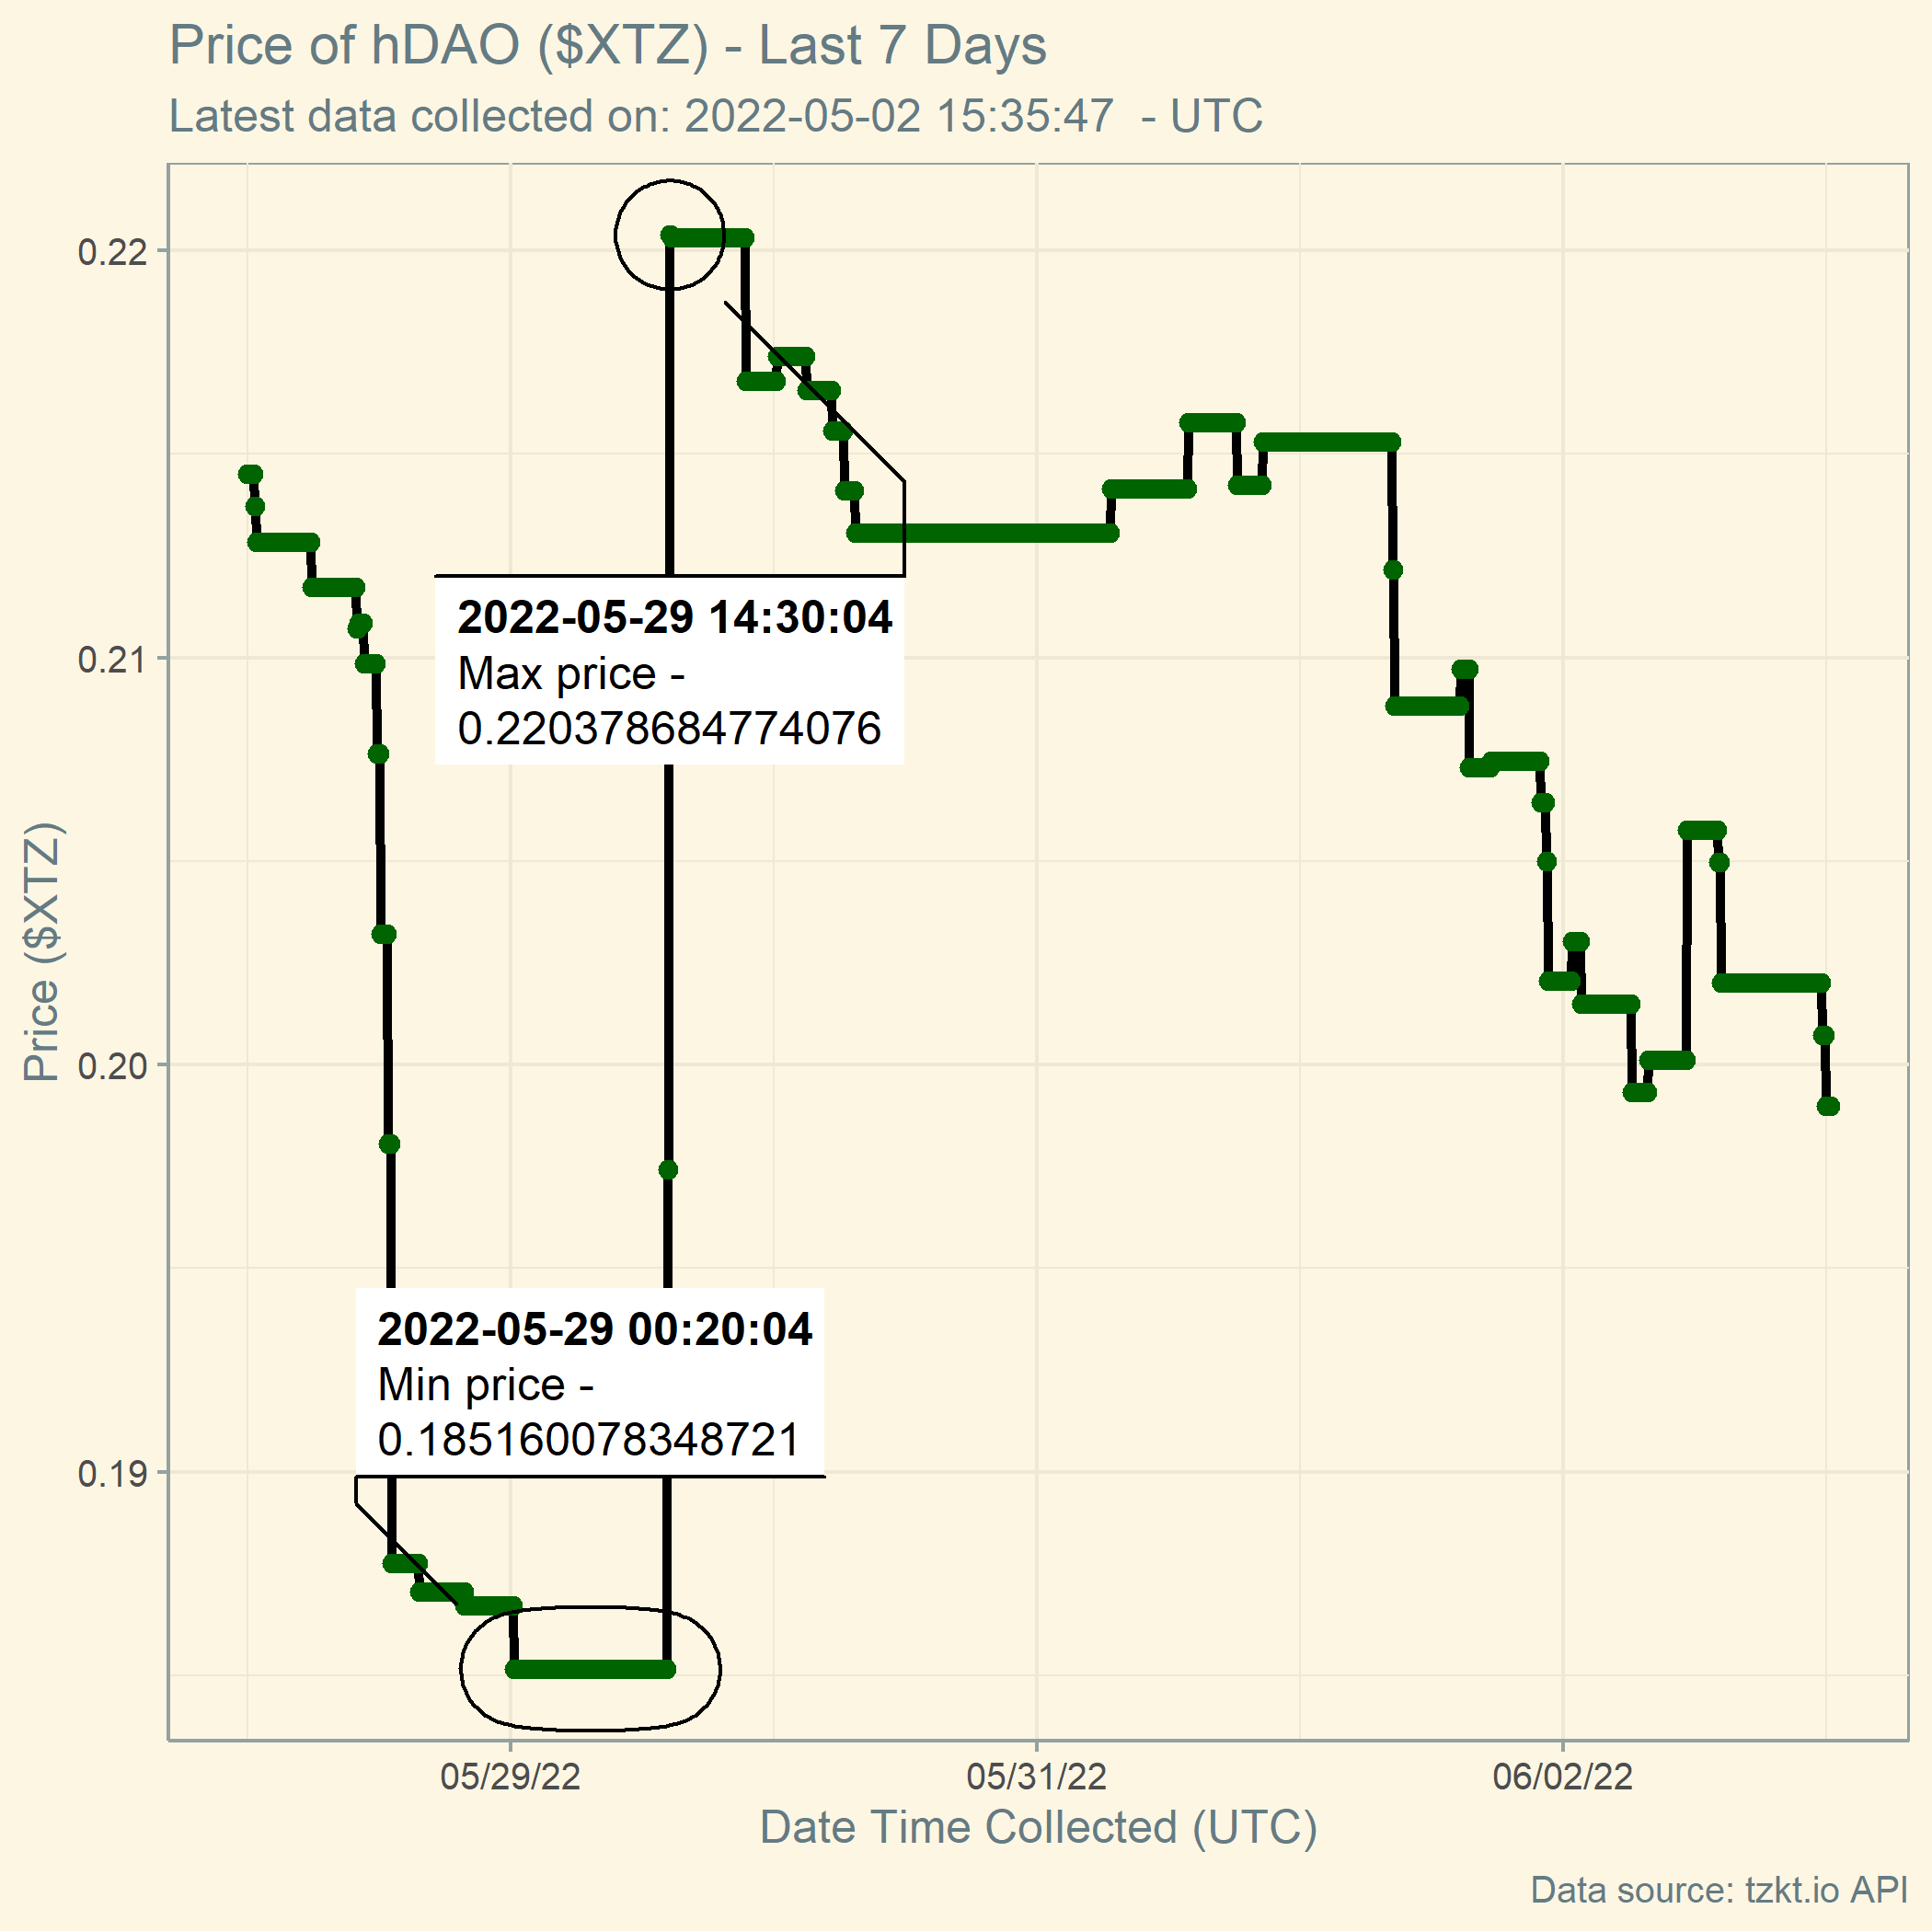 Price of hDAO ($XTZ) - Last 7 Days
Latest data collected on: 2022-05-02 15:35:47  - UTC
0.22
0.21
0.20
0.19
Price ($XTZ)
2022-05-29 14:30:04
Max price -
0.220378684774076
2022-05-29 00:20:04
Min price -
0.185160078348721
05/29/22
05/31/22
06/02/22
Date Time Collected (UTC)
Data source: tzkt.io API